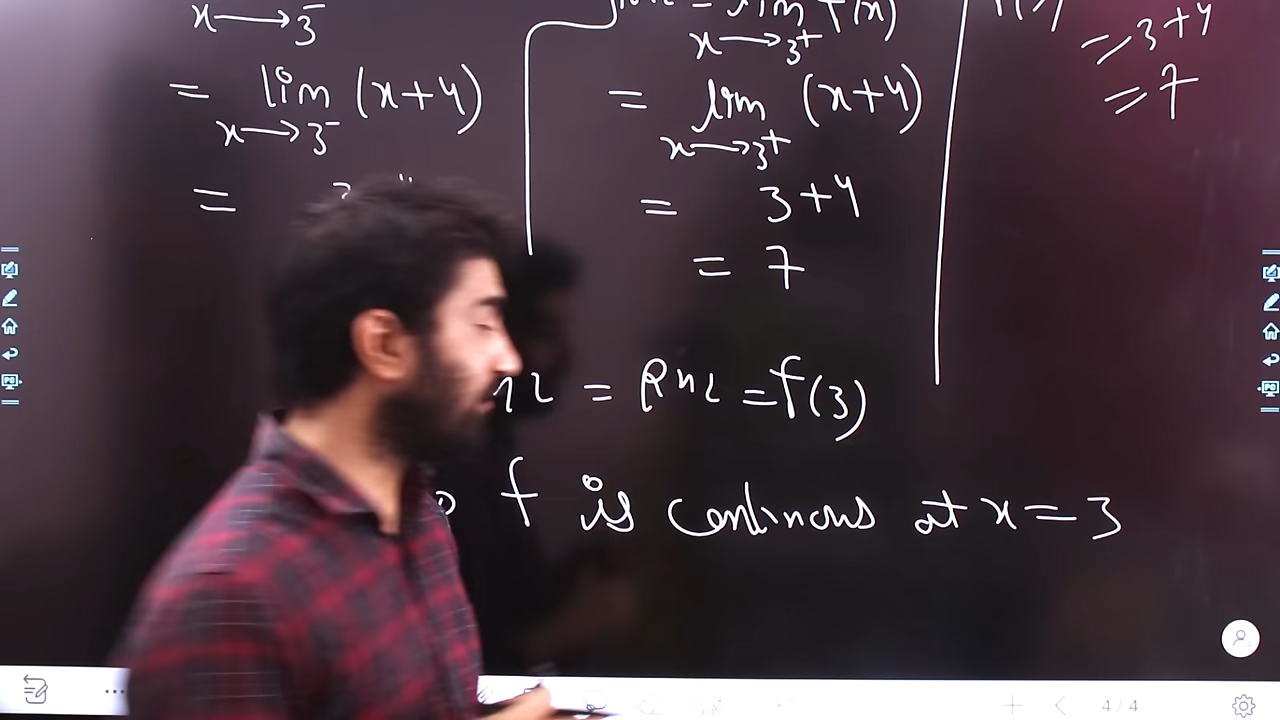 x→3⁻
= lim (x+4)
x→3⁻
=
= lim f(x)
x→3⁺
= lim (x+4)
x→3⁺
= 3+4
= 7
= 3+4
= 7
= RHL = f(3)
f is continous at x = 3
4 / 4